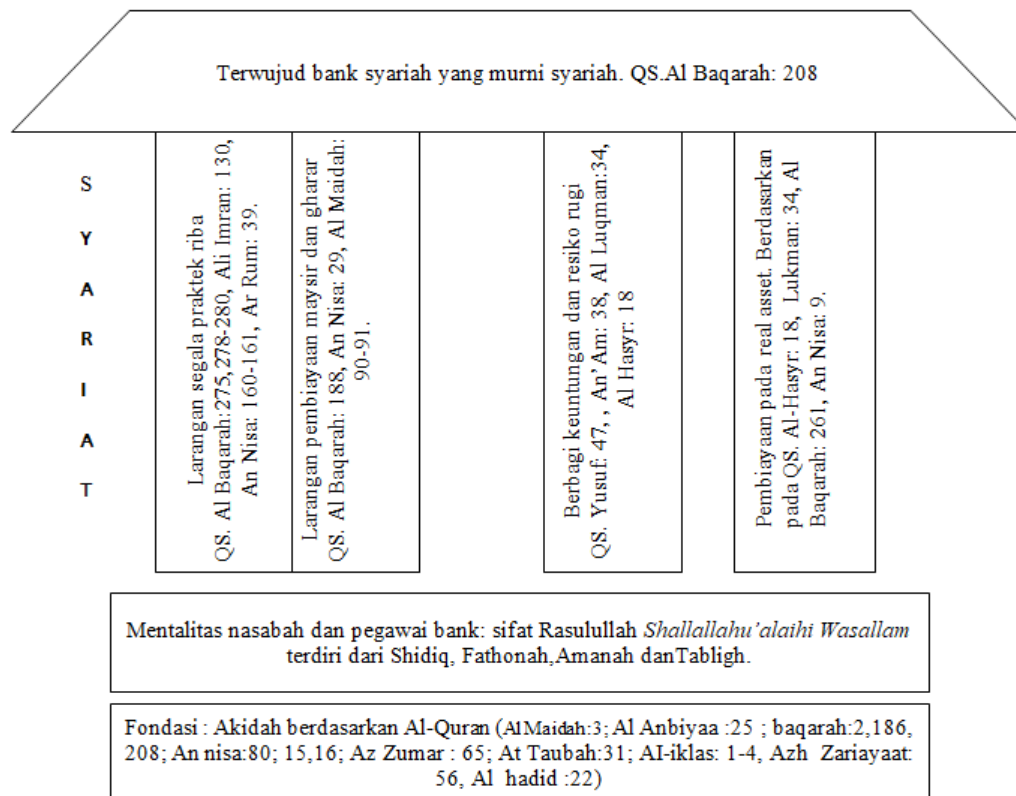 Terwujud bank syariah yang murni syariah. QS.Al Baqarah: 208
S
Y
A
R
I
A
T
Larangan segala praktek riba
QS. Al Baqarah:275,278-280, Ali Imran: 130,
An Nisa: 160-161, Ar Rum: 39.
Larangan pembiayaan maysir dan gharar
QS. Al Baqarah: 188, An Nisa: 29, Al Maidah:
90-91.
Berbagi keuntungan dan resiko rugi
QS. Yusuf: 47, , An’Am: 38, Al Luqman:34,
Al Hasyr: 18
Pembiayaan pada real asset. Berdasarkan
pada QS. Al-Hasyr: 18, Lukman: 34, Al
Baqarah: 261, An Nisa: 9.
Mentalitas nasabah dan pegawai bank: sifat Rasulullah Shallallahu’alaihi Wasallam
terdiri dari Shidiq, Fathonah,Amanah danTabligh.
Fondasi : Akidah berdasarkan Al-Quran (Al Maidah:3; Al Anbiyaa :25 ; baqarah:2,186,
208; An nisa:80; 15,16; Az Zumar : 65; At Taubah:31; AI-iklas: 1-4, Azh Zariayaat:
56, Al hadid :22)